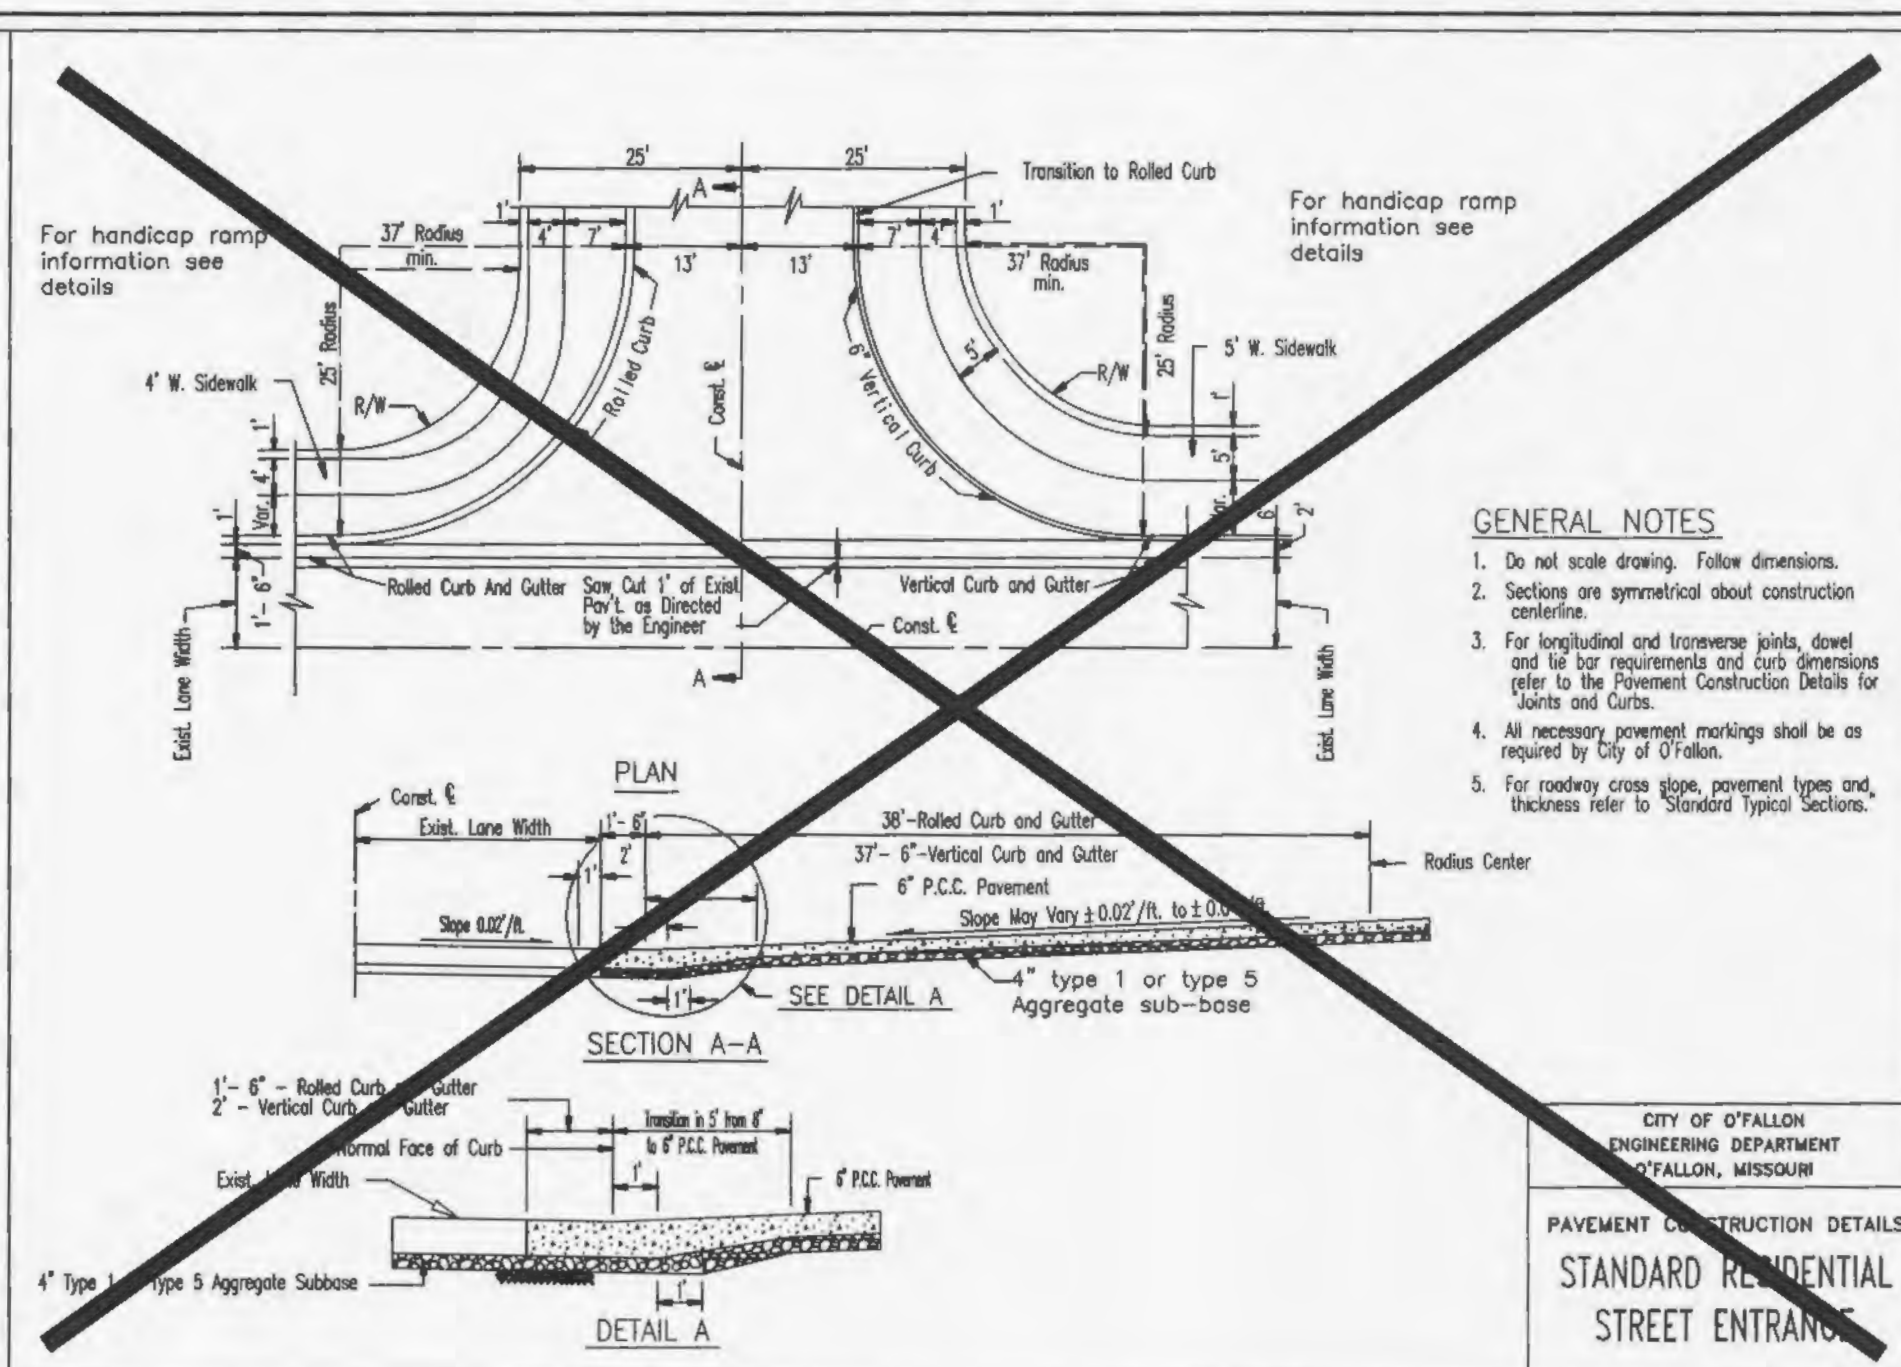 25'
25'
A
Transition to Rolled Curb
For handicap ramp
information see
details
For handicap ramp
information see
details
1'
4'
7'
13'
13'
7'
4'
1'
37' Radius
min.
37' Radius
min.
25' Radius
25' Radius
Rolled Curb
6" Vertical Curb
5'
R/W
R/W
4' W. Sidewalk
5' W. Sidewalk
Const. ℄
1'
4'
Var.
1'
1'- 6"
1'
5'
6"
2'
Rolled Curb And Gutter
Saw Cut 1' of Exist.
Pav't. as Directed
by the Engineer
Vertical Curb and Gutter
Const. ℄
A
Exist. Lane Width
Exist. Lane Width
PLAN
GENERAL NOTES
1. Do not scale drawing. Follow dimensions.
2. Sections are symmetrical about construction
centerline.
3. For longitudinal and transverse joints, dowel
and tie bar requirements and curb dimensions
refer to the Pavement Construction Details for
"Joints and Curbs.
4. All necessary pavement markings shall be as
required by City of O'Fallon.
5. For roadway cross slope, pavement types and
thickness refer to "Standard Typical Sections."
Const. ℄
Exist. Lane Width
1'- 6"
2'
1'
38'-Rolled Curb and Gutter
37'- 6"-Vertical Curb and Gutter
6" P.C.C. Pavement
Radius Center
Slope 0.02'/ft.
Slope May Vary ±0.02'/ft. to ±0.0
1'
SEE DETAIL A
4" type 1 or type 5
Aggregate sub-base
SECTION A-A
1'- 6" - Rolled Curb Gutter
2' - Vertical Curb Gutter
Transition in 5' from 8"
to 6" P.C.C. Pavement
Normal Face of Curb
1'
Exist. Width
6" P.C.C. Pavement
4" Type 1 Type 5 Aggregate Subbase
1'
DETAIL A
CITY OF O'FALLON
ENGINEERING DEPARTMENT
O'FALLON, MISSOURI
PAVEMENT CONSTRUCTION DETAILS
STANDARD RESIDENTIAL
STREET ENTRANCE